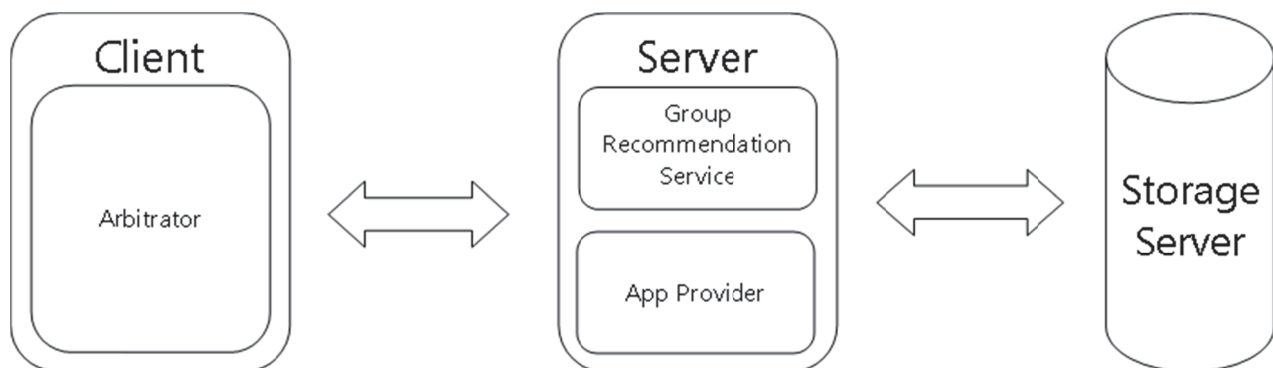 Client
Arbitrator
Server
Group
Recommendation
Service
App Provider
Storage
Server